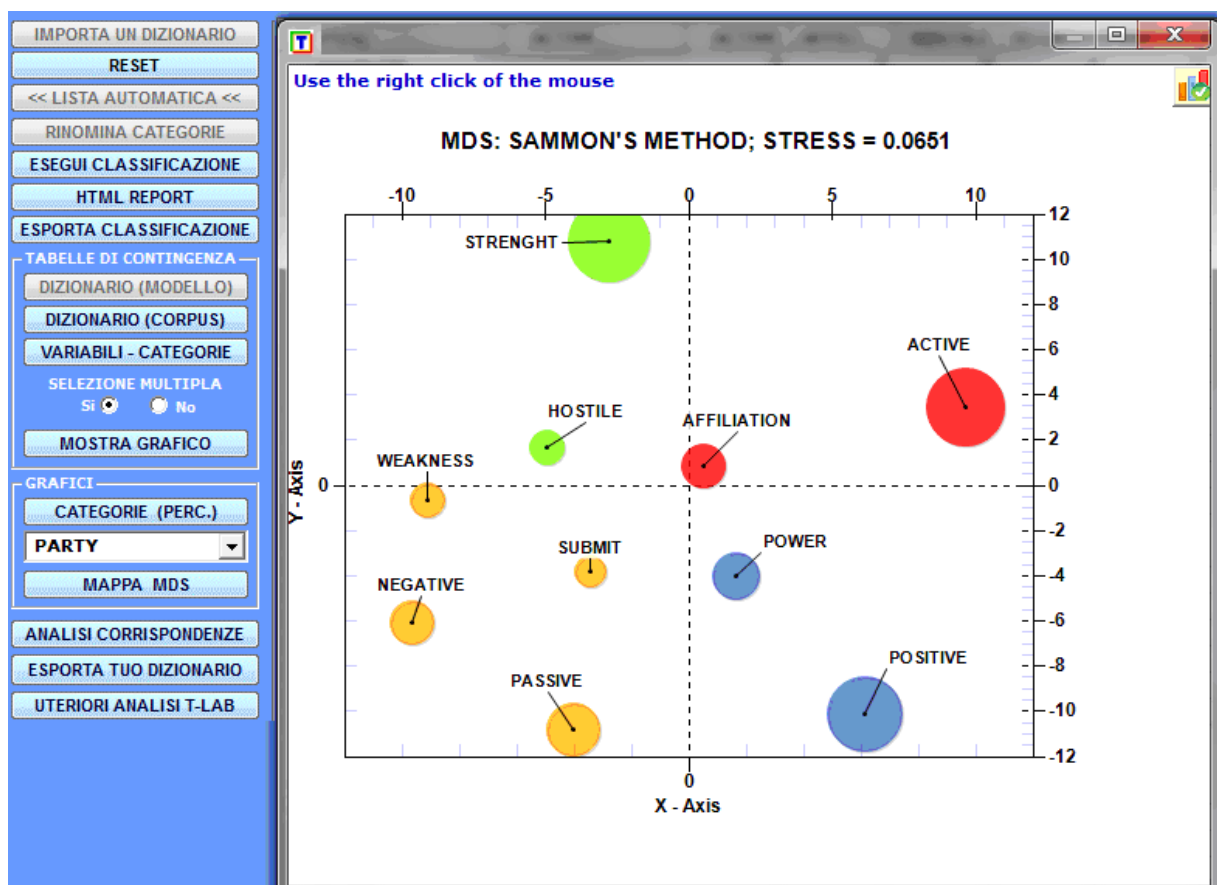 IMPORTA UN DIZIONARIO
RESET
<< LISTA AUTOMATICA <<
RINOMINA CATEGORIE
ESEGUI CLASSIFICAZIONE
HTML REPORT
ESPORTA CLASSIFICAZIONE
TABELLE DI CONTINGENZA
DIZIONARIO (MODELLO)
DIZIONARIO (CORPUS)
VARIABILI - CATEGORIE
SELEZIONE MULTIPLA
Si No
MOSTRA GRAFICO
GRAFICI
CATEGORIE (PERC.)
PARTY
MAPPA MDS
ANALISI CORRISPONDENZE
ESPORTA TUO DIZIONARIO
UTERIORI ANALISI T-LAB
T
Use the right click of the mouse
MDS: SAMMON'S METHOD; STRESS = 0.0651
-10 -5 0 5 10
12
STRENGHT
10
8
ACTIVE
6
4
HOSTILE
AFFILIATION
2
WEAKNESS
Y - Axis
0 0
-2
SUBMIT
POWER
-4
NEGATIVE
-6
POSITIVE
-8
PASSIVE
-10
-12
0
X - Axis